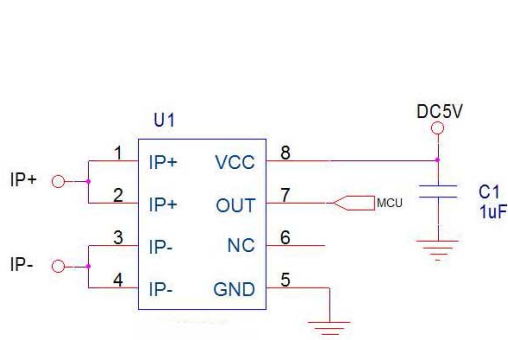 DC5V
U1
1 IP+ VCC 8
IP+
2 IP+ OUT 7 MCU
C1
1uF
3 IP- NC 6
IP-
4 IP- GND 5